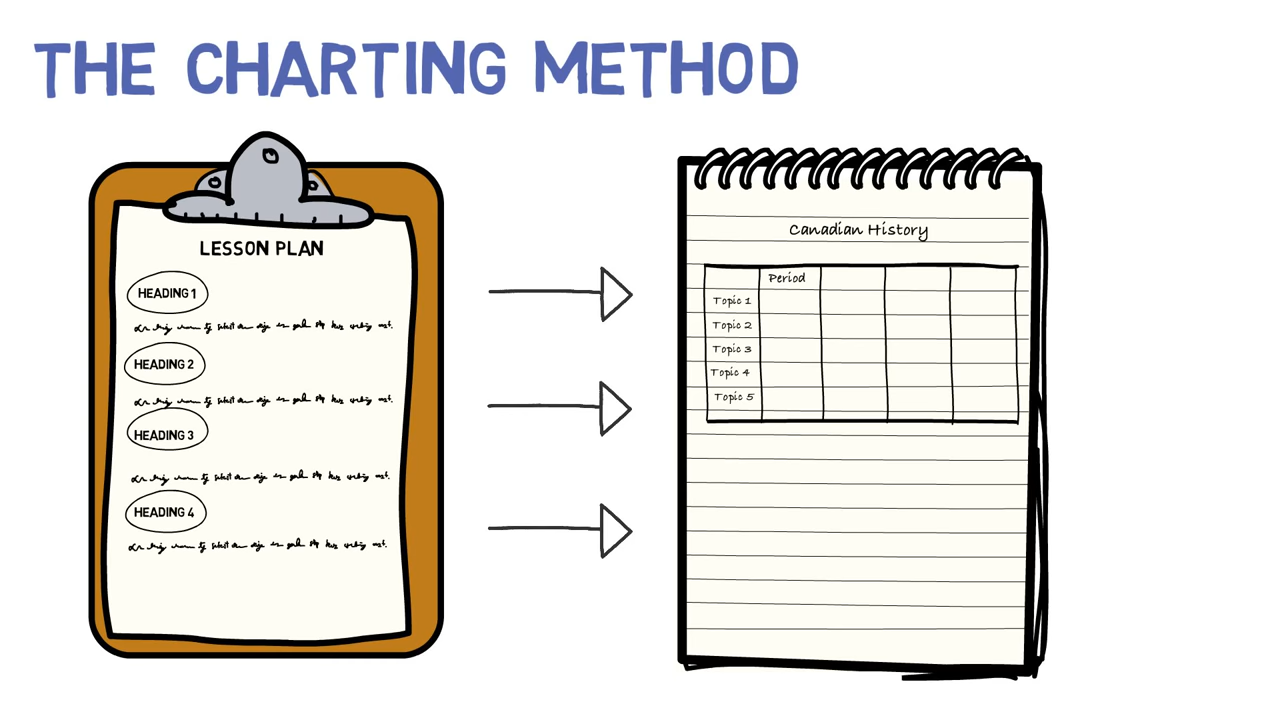 THE CHARTING METHOD
LESSON PLAN
HEADING 1
HEADING 2
HEADING 3
HEADING 4
Canadian History
Period
Topic 1
Topic 2
Topic 3
Topic 4
Topic 5